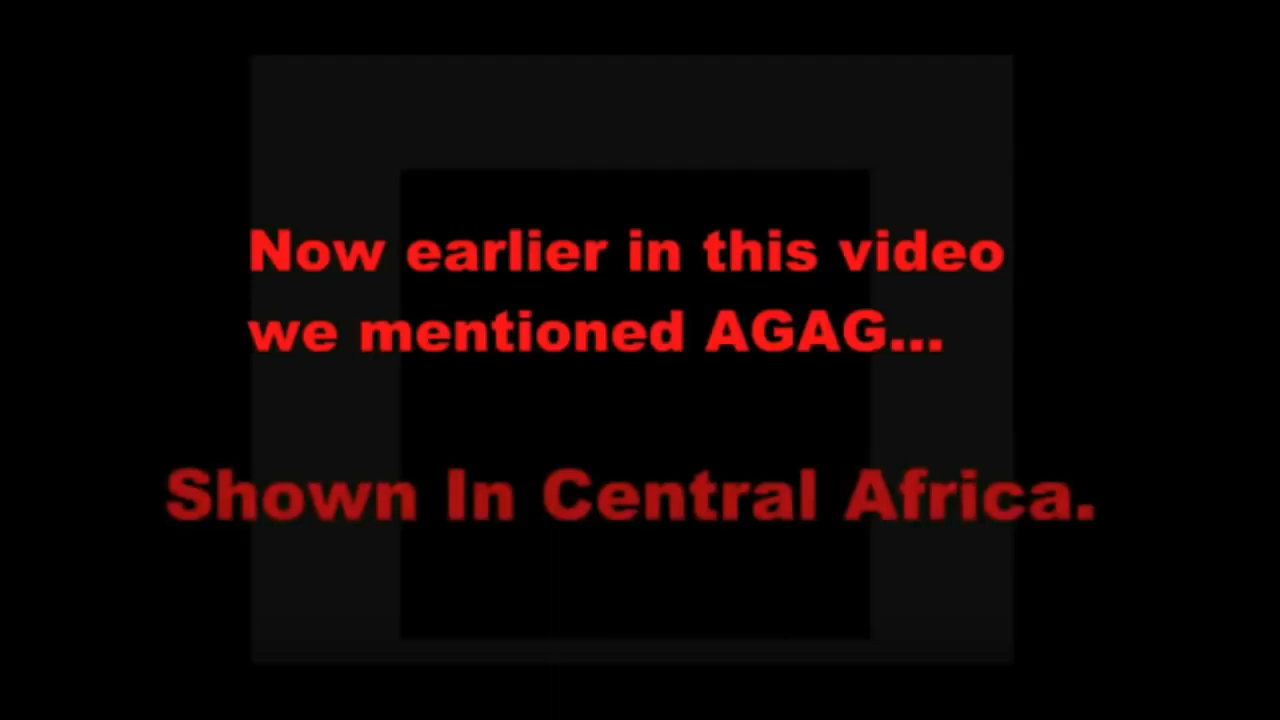 Now earlier in this video
we mentioned AGAG...
Shown In Central Africa.